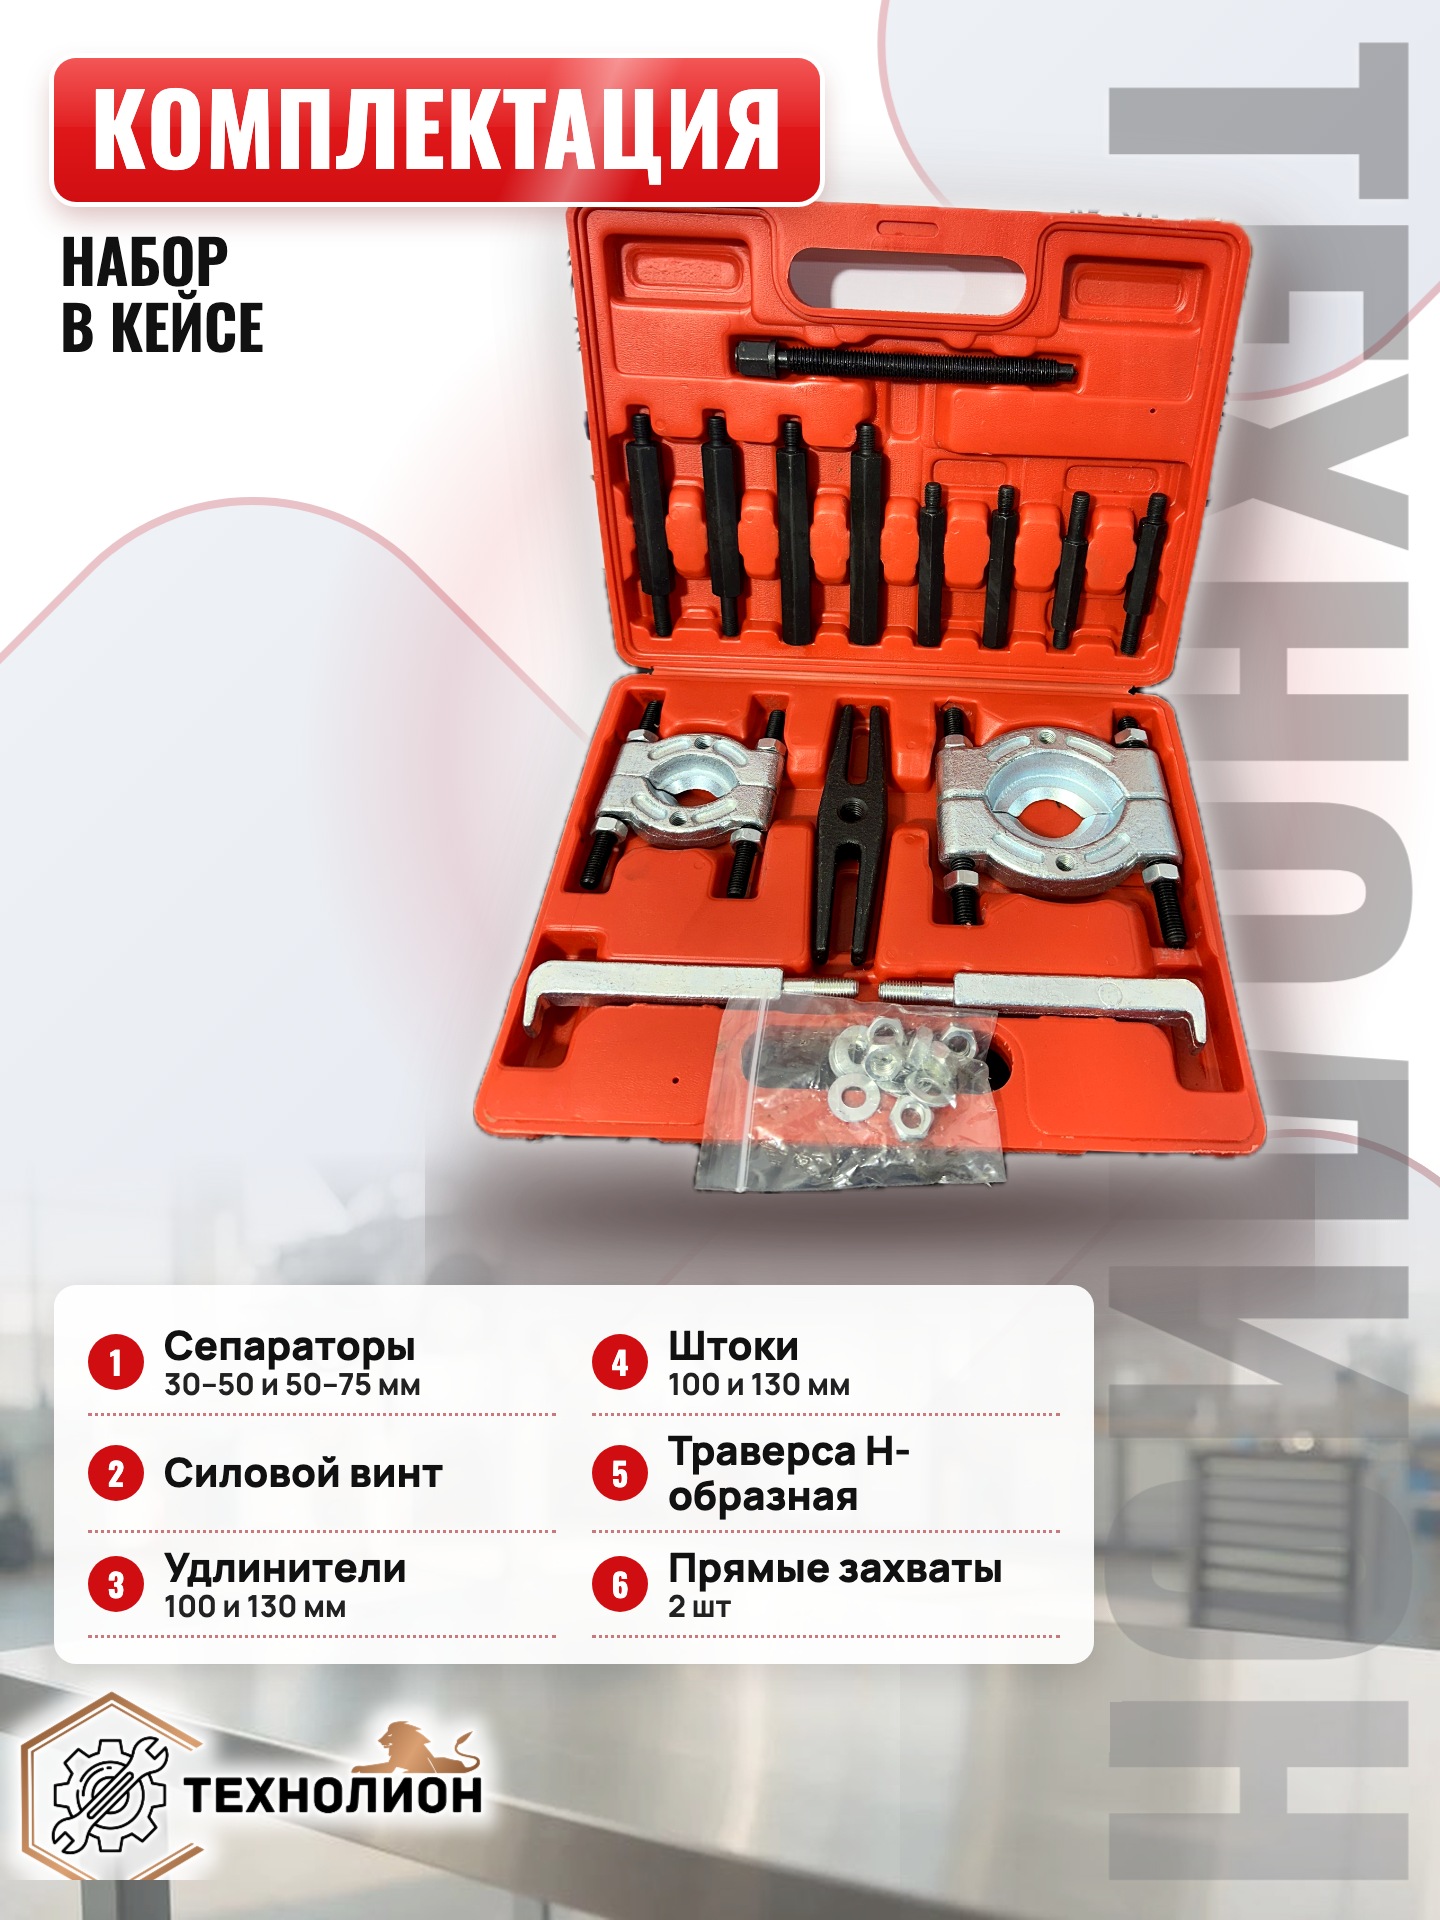 КОМПЛЕКТАЦИЯ
НАБОР
В КЕЙСЕ
1 Сепараторы
30–50 и 50–75 мм
2 Силовой винт
3 Удлинители
100 и 130 мм
4 Штоки
100 и 130 мм
5 Траверса Н-
образная
6 Прямые захваты
2 шт
ТЕХНОЛИОН
ТЕХНОЛИОН